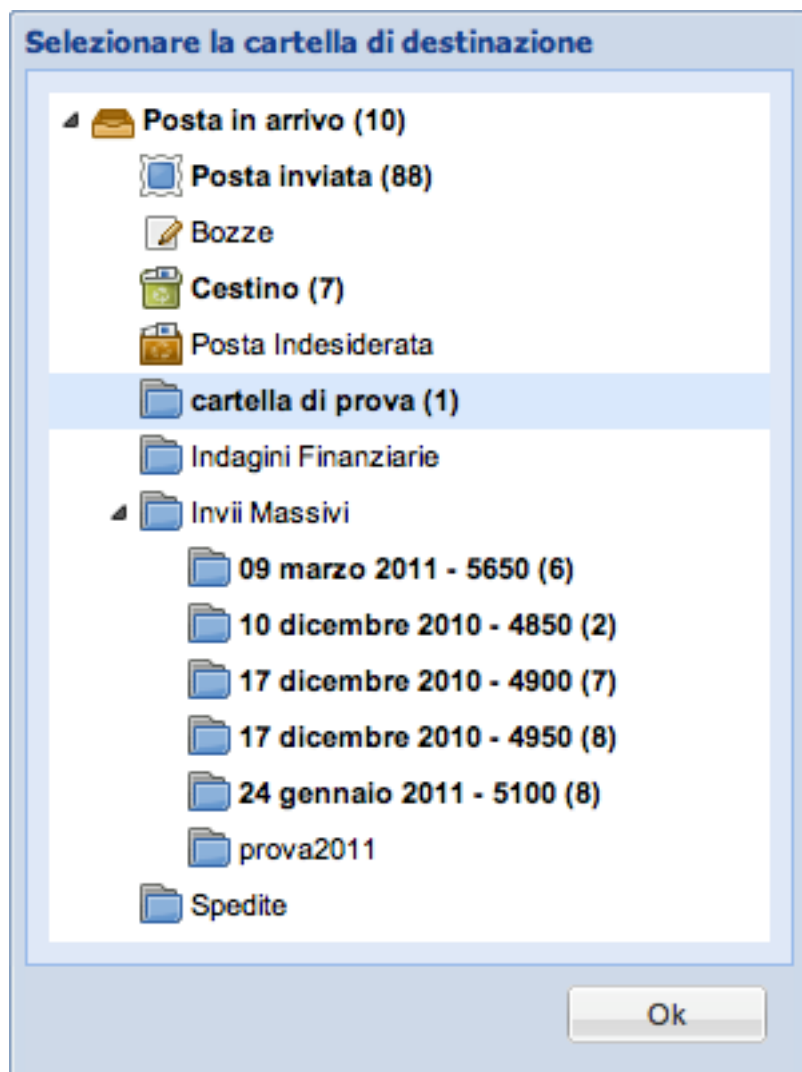 Selezionare la cartella di destinazione
Posta in arrivo (10)
Posta inviata (88)
Bozze
Cestino (7)
Posta Indesiderata
cartella di prova (1)
Indagini Finanziarie
Invii Massivi
09 marzo 2011 - 5650 (6)
10 dicembre 2010 - 4850 (2)
17 dicembre 2010 - 4900 (7)
17 dicembre 2010 - 4950 (8)
24 gennaio 2011 - 5100 (8)
prova2011
Spedite
Ok